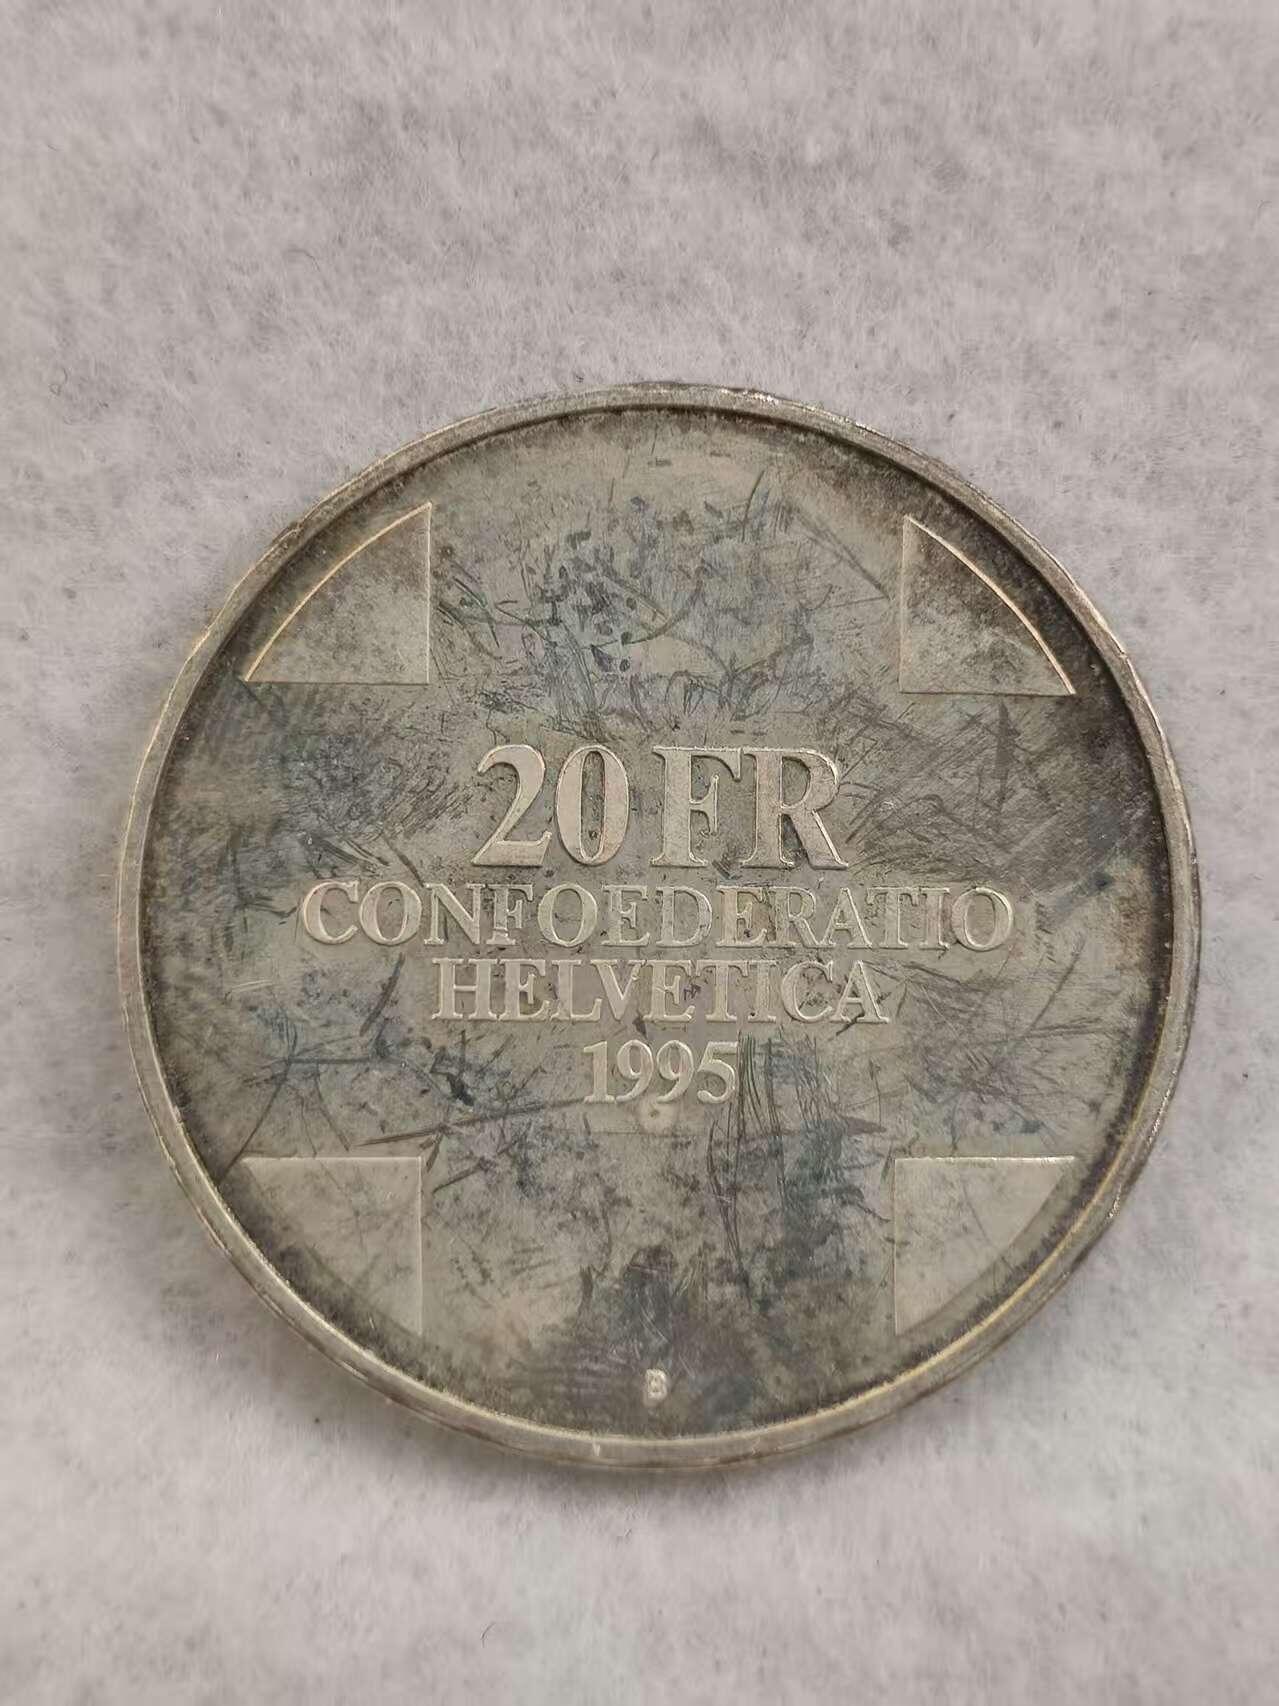 20 FR
CONFOEDERATIO
HELVETICA
1995
B